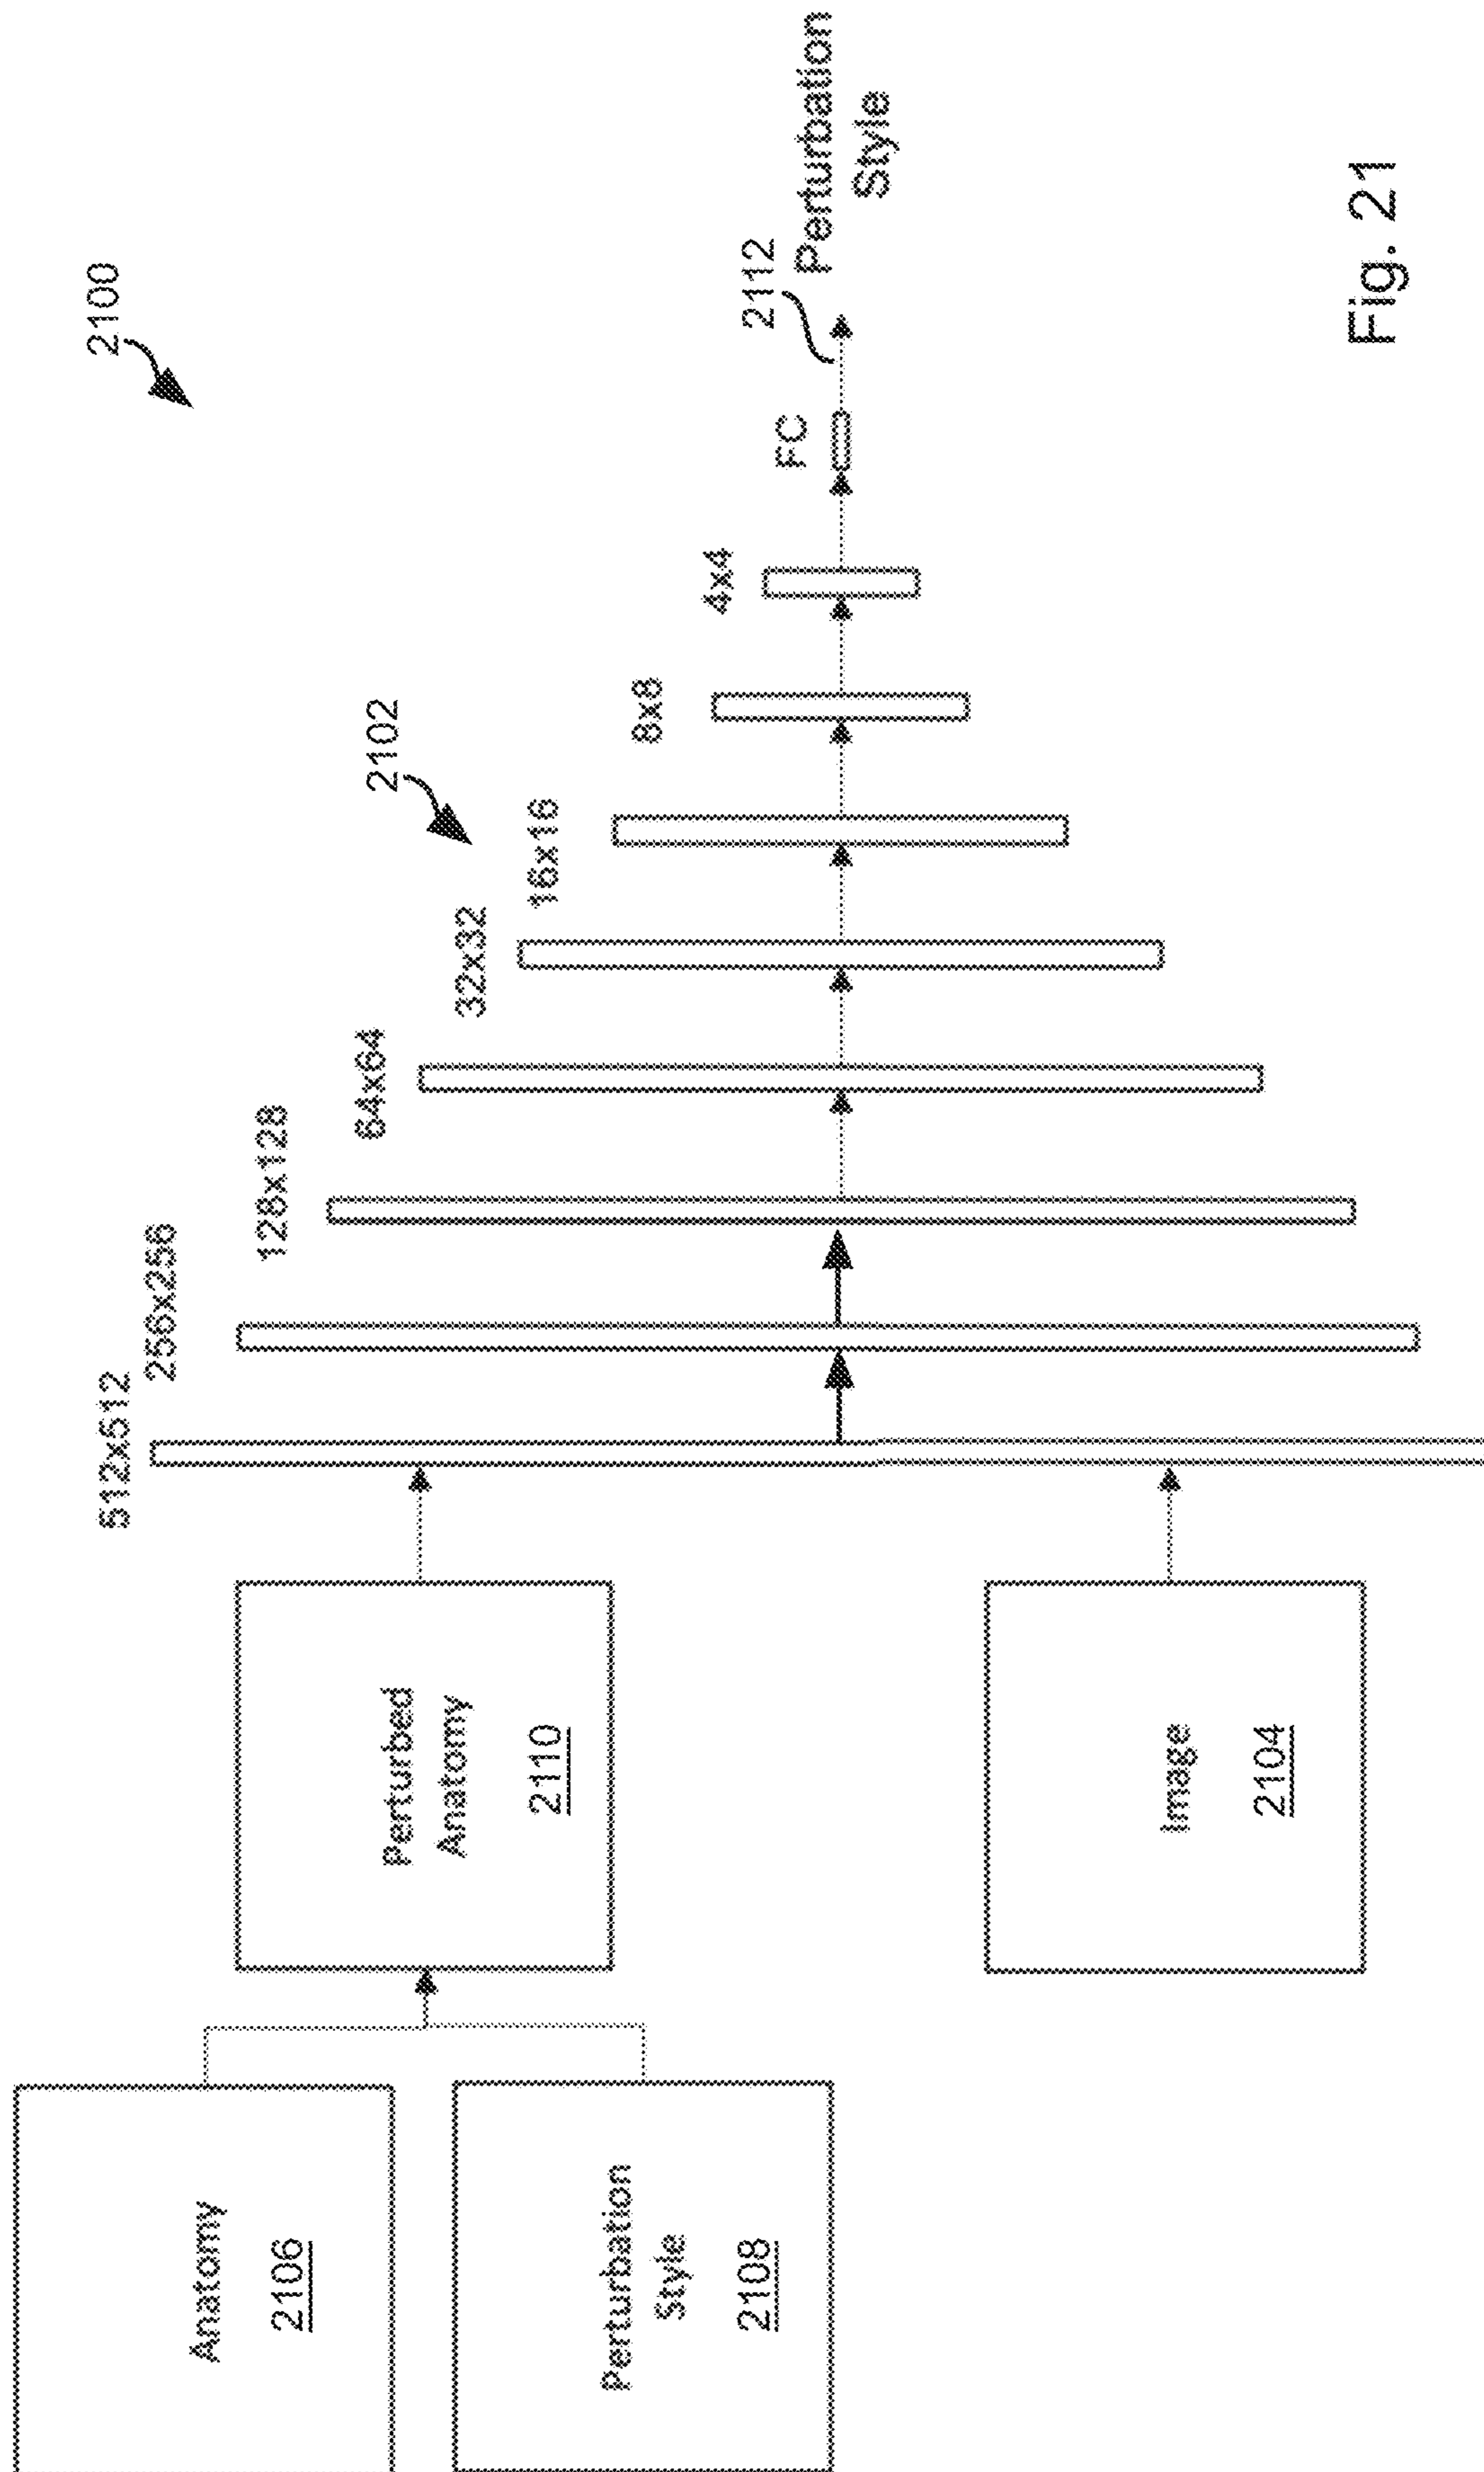 2100
Anatomy
2106
Perturbation
Style
2108
Perturbed
Anatomy
2110
Image
2104
512x512
256x256
128x128
64x64
32x32
16x16
2102
8x8
4x4
FC
2112
Perturbation
Style
Fig. 21